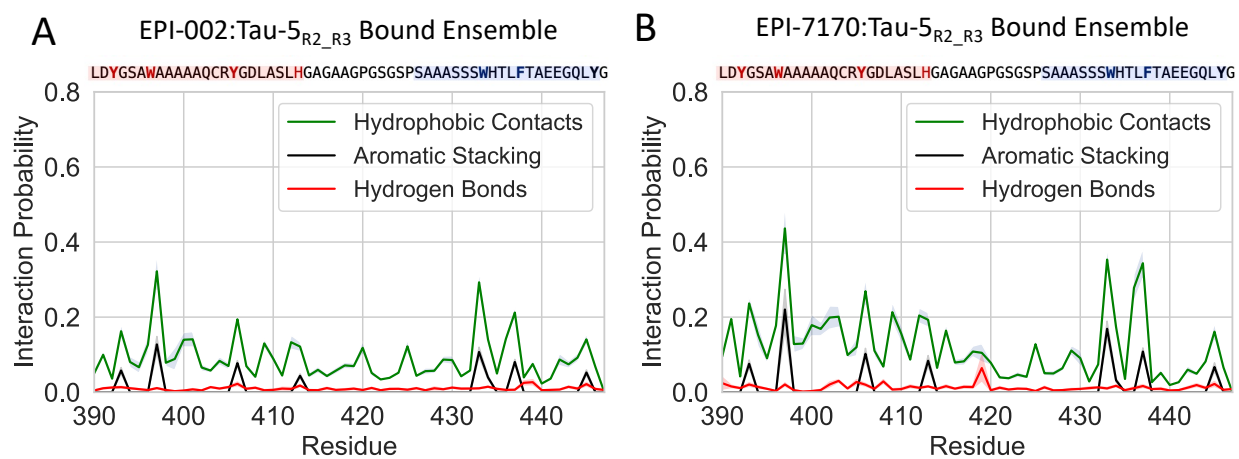 A
EPI-002:Tau-5R2_R3 Bound Ensemble
LDYGSAWAAAAAQCRYGDLASLHGAGAAGPGSGSPSAAASSSWHTLFTAEEGQLYG
Interaction Probability
0.8
0.6
0.4
0.2
0.0
Hydrophobic Contacts
Aromatic Stacking
Hydrogen Bonds
390 400 410 420 430 440
Residue
B
EPI-7170:Tau-5R2_R3 Bound Ensemble
LDYGSAWAAAAAQCRYGDLASLHGAGAAGPGSGSPSAAASSSWHTLFTAEEGQLYG
Interaction Probability
0.8
0.6
0.4
0.2
0.0
Hydrophobic Contacts
Aromatic Stacking
Hydrogen Bonds
390 400 410 420 430 440
Residue